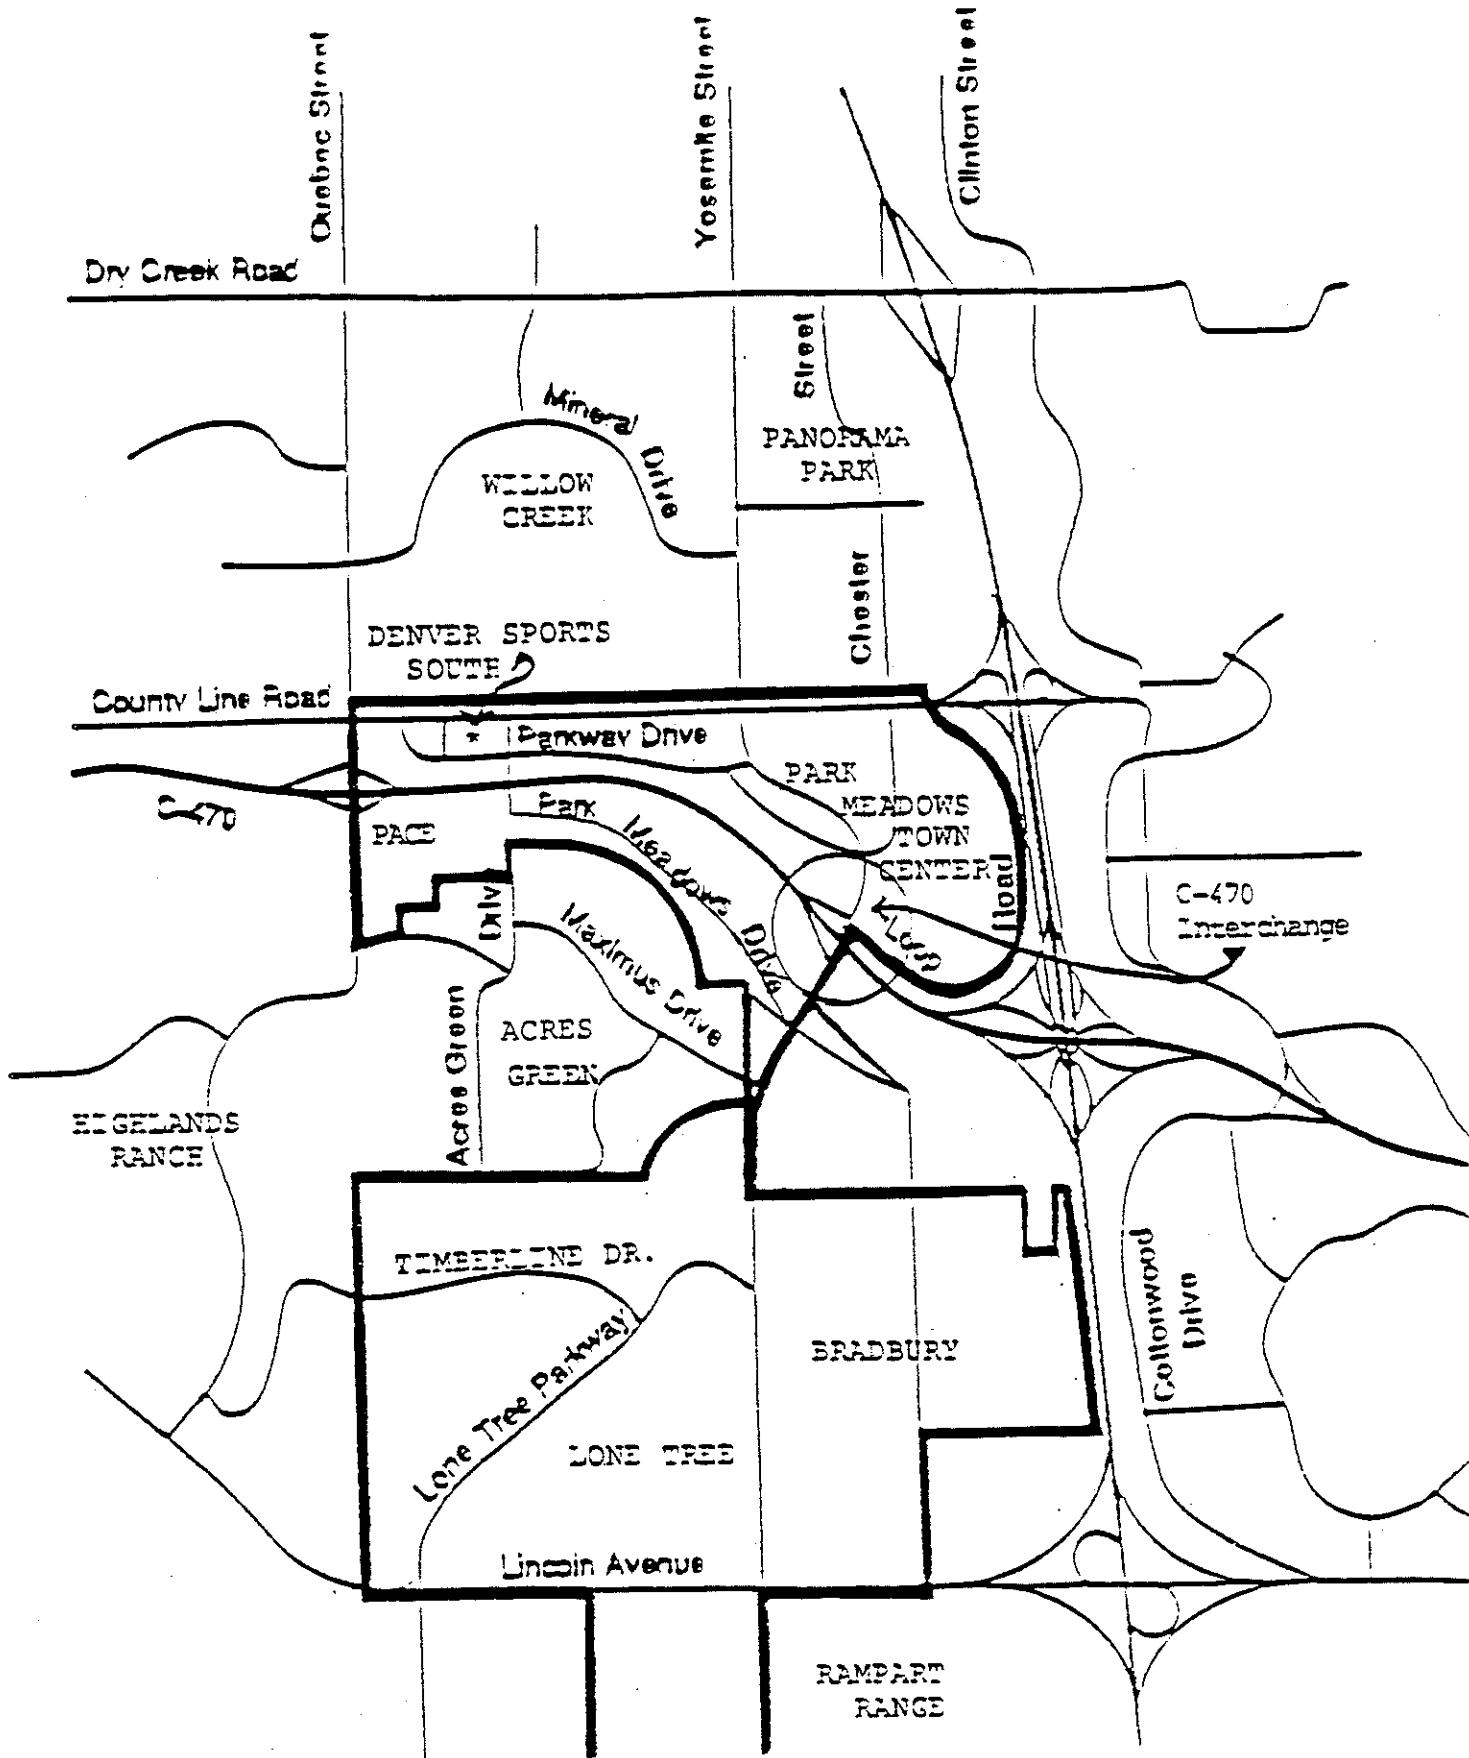 Quebec Street
Yosemite Street
Clinton Street
Dry Creek Road
Street
Mineral Drive
PANORAMA
PARK
WILLOW
CREEK
Chester
DENVER SPORTS
SOUTH
County Line Road
* Parkway Drive
PARK
MEADOWS
TOWN
CENTER
C-470
Park Meadows Drive
PACE
Road
C-470
Interchange
Drive
Maximus Drive
Acres Green
ACRES
GREEN
HIGHLANDS
RANCH
TIMBERLINE DR.
Cottonwood
Drive
BRADBURY
Lone Tree Parkway
LONE TREE
Lincoln Avenue
RAMPART
RANGE